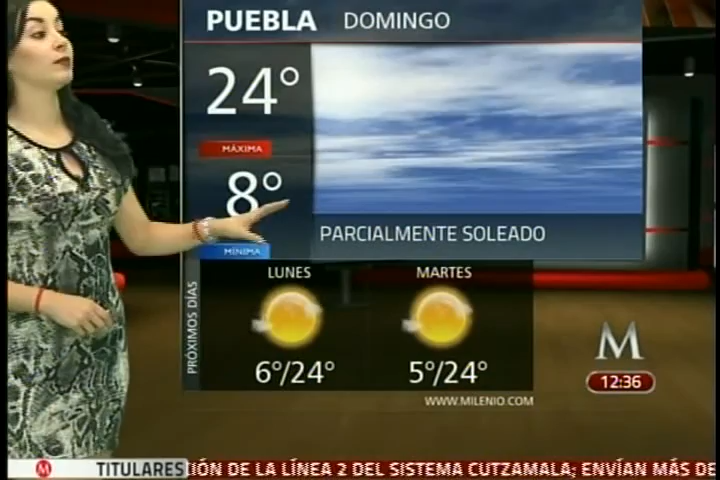 PUEBLA DOMINGO
24°
MÁXIMA
8°
MÍNIMA
PARCIALMENTE SOLEADO
PRÓXIMOS DÍAS
LUNES MARTES
6°/24° 5°/24°
WWW.MILENIO.COM
M
12:36
M TITULARES IÓN DE LA LÍNEA 2 DEL SISTEMA CUTZAMALA; ENVÍAN MÁS DE